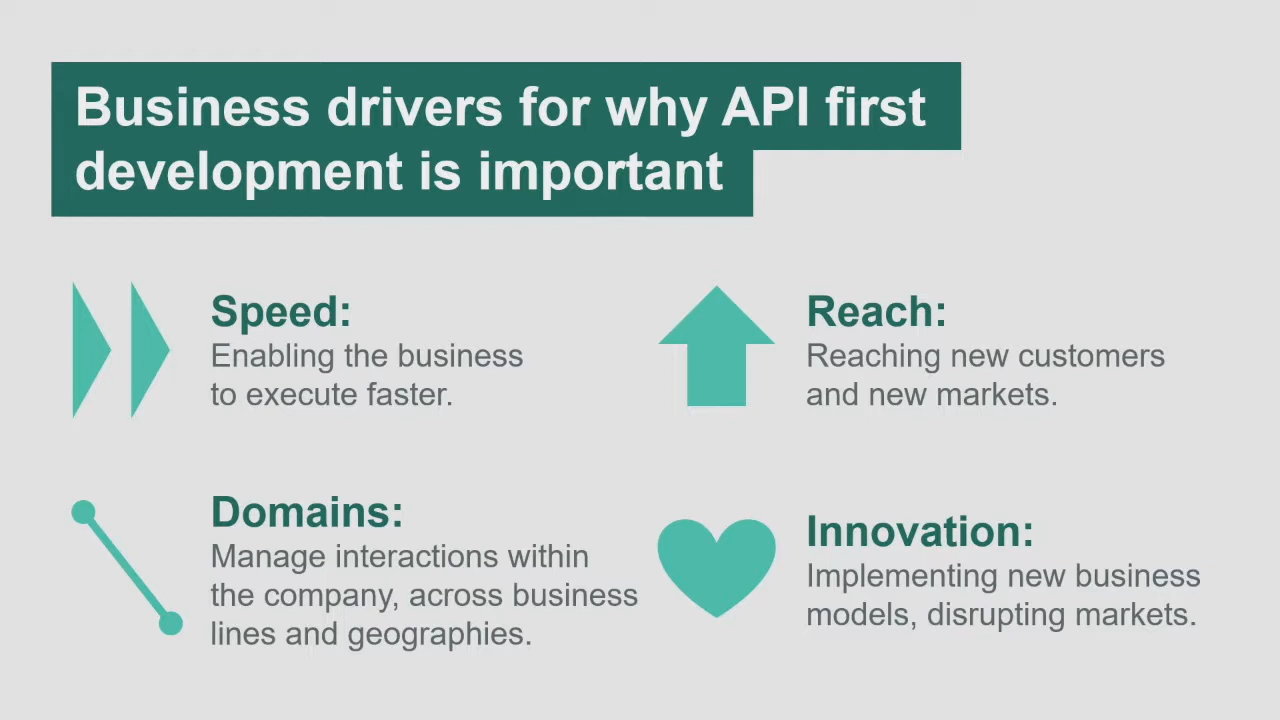 Business drivers for why API first
development is important
Speed:
Enabling the business
to execute faster.
Reach:
Reaching new customers
and new markets.
Domains:
Manage interactions within
the company, across business
lines and geographies.
Innovation:
Implementing new business
models, disrupting markets.